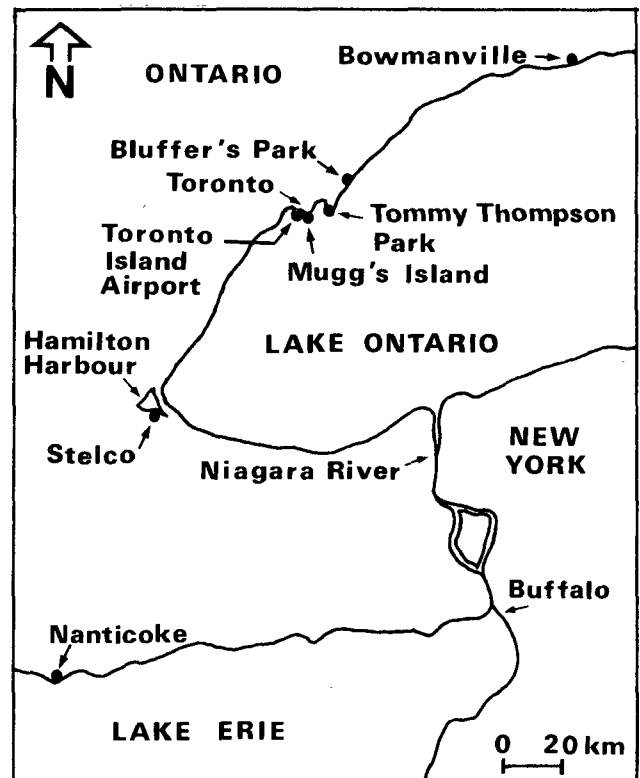 N
ONTARIO
Bowmanville
Bluffer's Park
Toronto
Tommy Thompson
Park
Toronto
Island
Airport
Mugg's Island
Hamilton
Harbour
LAKE ONTARIO
Stelco
Niagara River
NEW
YORK
Buffalo
Nanticoke
LAKE ERIE
0 20 km